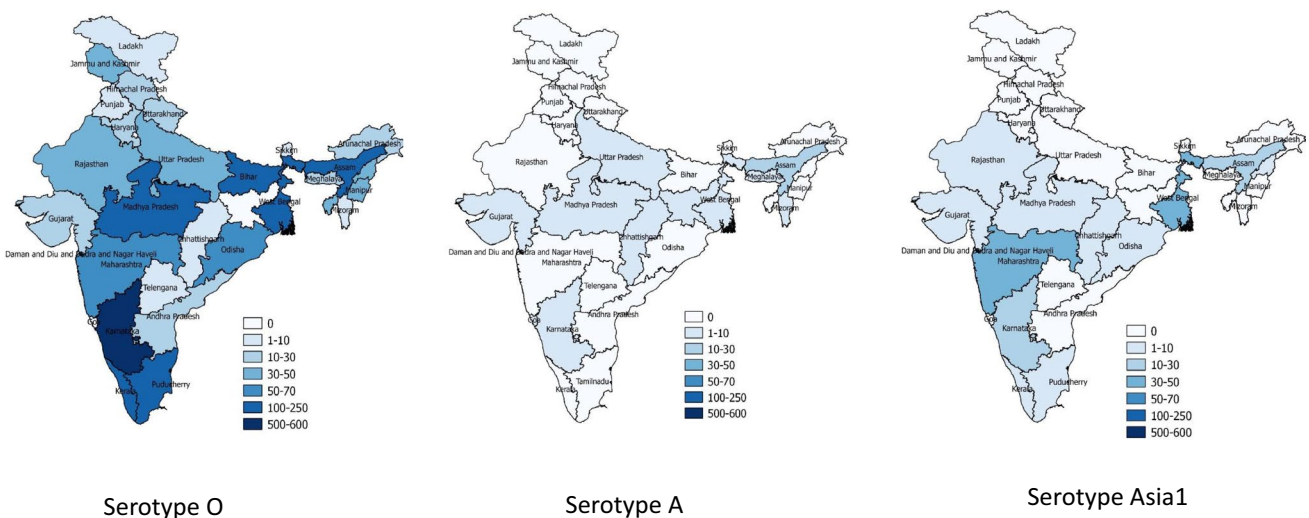 Ladakh
Jammu and Kashmir
Himachal Pradesh
Punjab
Uttarakhand
Haryana
Rajasthan
Uttar Pradesh
Sikkim
Arunachal Pradesh
Assam
Bihar
Meghalaya
Manipur
Mizoram
West Bengal
Gujarat
Madhya Pradesh
Chhattishgarh
Odisha
Daman and Diu and Dadra and Nagar Haveli
Maharashtra
Telengana
Goa
Karnataka
Andhra Pradesh
Kerala
Puducherry
0
1-10
10-30
30-50
50-70
100-250
500-600
Serotype O
Ladakh
Jammu and Kashmir
Himachal Pradesh
Punjab
Uttarakhand
Haryana
Rajasthan
Uttar Pradesh
Sikkim
Arunachal Pradesh
Assam
Bihar
Meghalaya
Manipur
Mizoram
West Bengal
Gujarat
Madhya Pradesh
Chhattishgarh
Odisha
Daman and Diu and Dadra and Nagar Haveli
Maharashtra
Telengana
Goa
Karnataka
Andhra Pradesh
Kerala
Tamilnadu
0
1-10
10-30
30-50
50-70
100-250
500-600
Serotype A
Ladakh
Jammu and Kashmir
Himachal Pradesh
Punjab
Uttarakhand
Haryana
Rajasthan
Uttar Pradesh
Sikkim
Arunachal Pradesh
Assam
Bihar
Meghalaya
Manipur
Mizoram
West Bengal
Gujarat
Madhya Pradesh
Chhattishgarh
Odisha
Daman and Diu and Dadra and Nagar Haveli
Maharashtra
Telengana
Goa
Karnataka
Andhra Pradesh
Kerala
Puducherry
0
1-10
10-30
30-50
50-70
100-250
500-600
Serotype Asia1